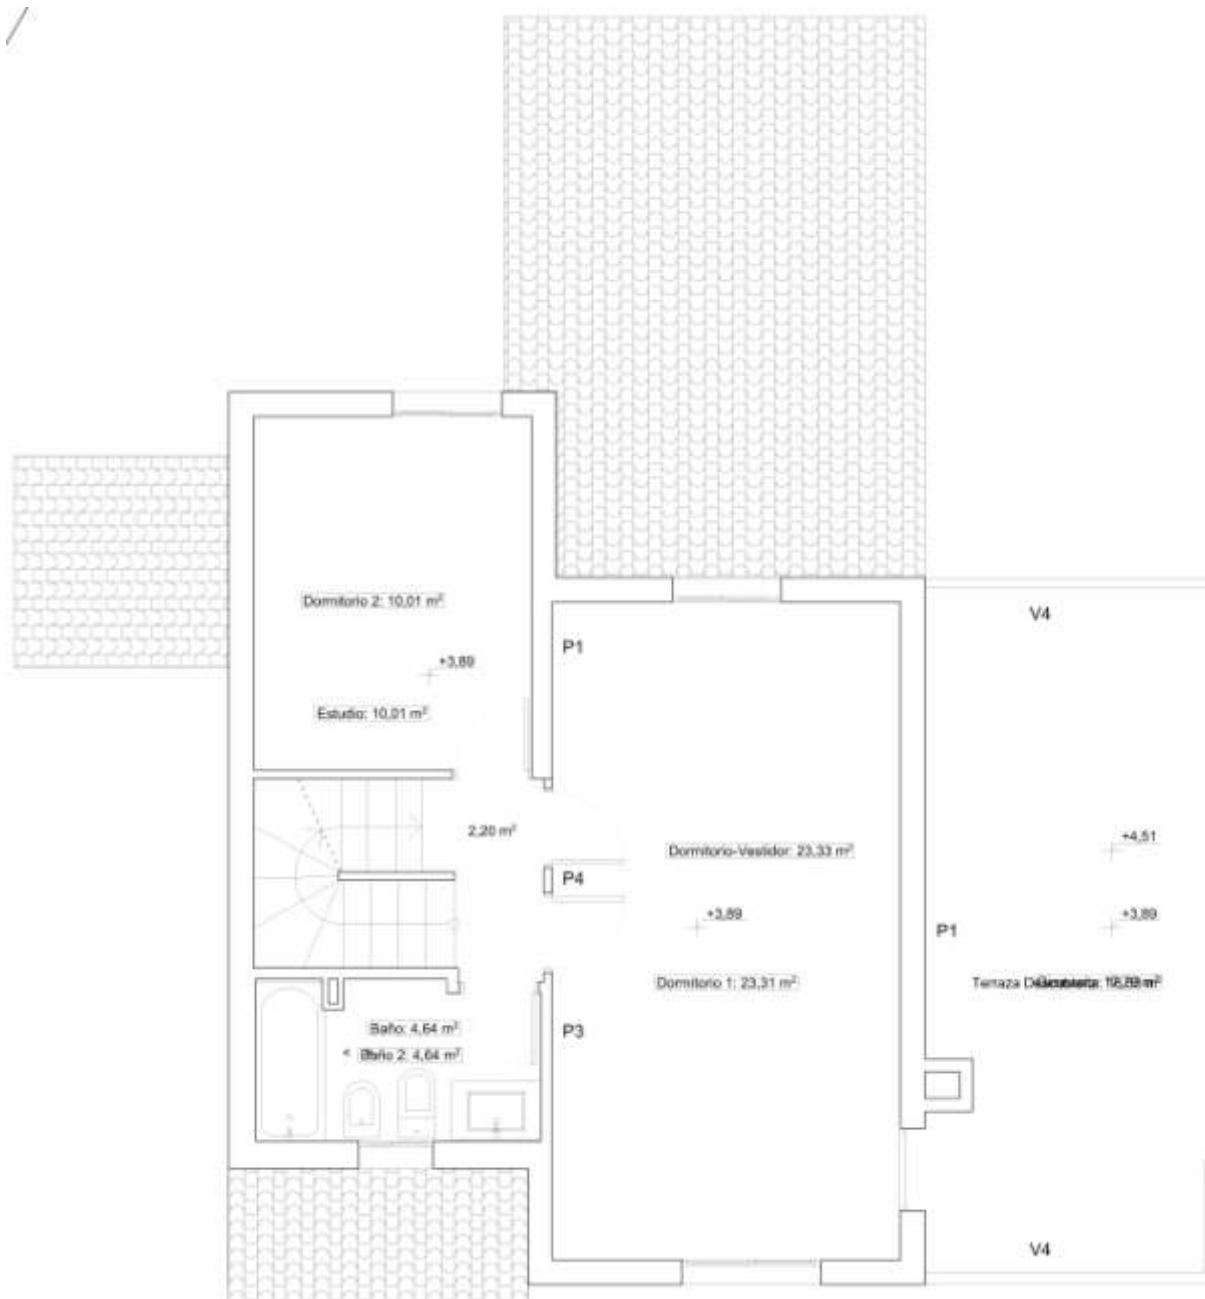 Dormitorio 2: 10,01 m²
V4
P1
+3,89
Estudio: 10,01 m²
2,20 m²
+4,51
Dormitorio-Vestidor: 23,33 m²
P4
+3,89
+3,89
P1
Dormitorio 1: 23,31 m²
Terraza
Baño: 4,64 m²
P3
Baño 2: 4,64 m²
V4